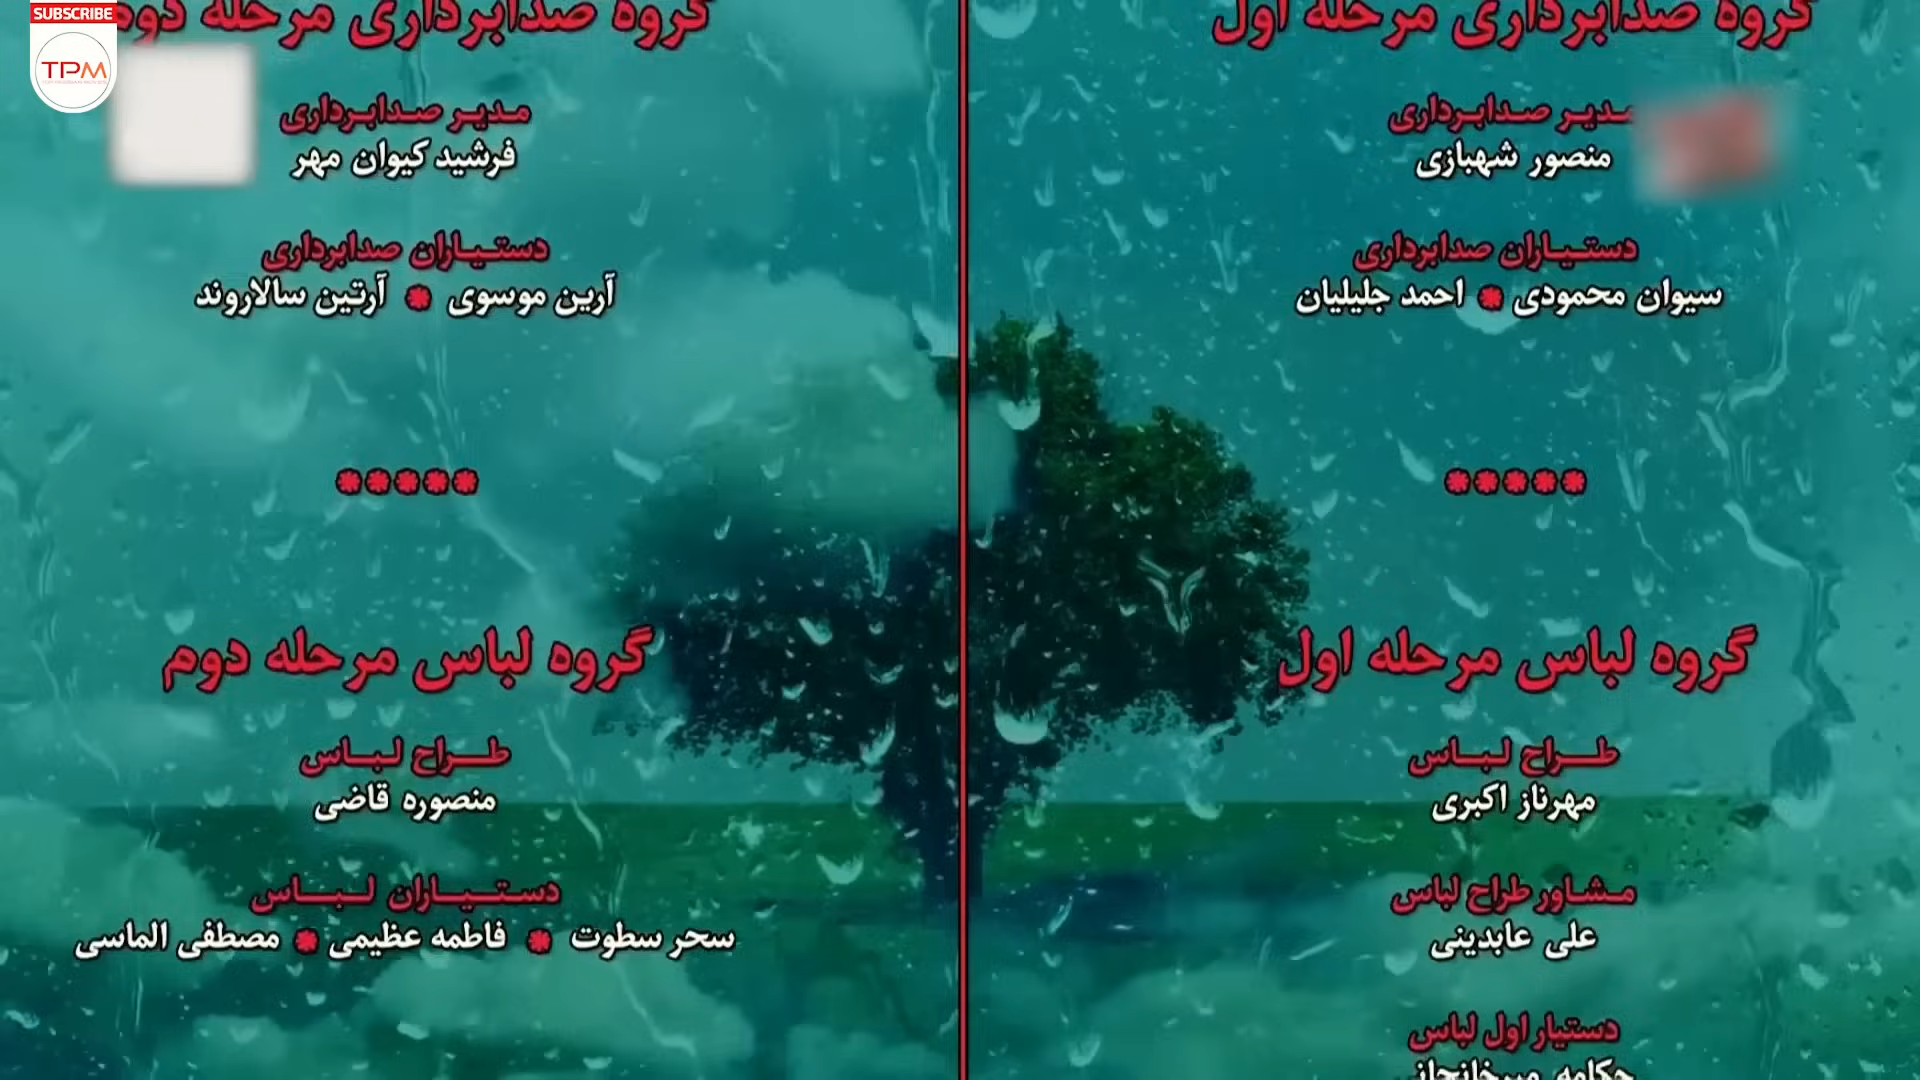 SUBSCRIBE
TPM
گروه صدابرداری مرحله اول
مدیر صدابرداری
منصور شهبازی
دستیاران صدابرداری
سیوان محمودی * احمد جلیلیان
*****
گروه لباس مرحله اول
طراح لباس
مهرناز اکبری
مشاور طراح لباس
علی عابدینی
دستیار اول لباس
گروه صدابرداری مرحله دوم
مدیر صدابرداری
فرشید کیوان مهر
دستیاران صدابرداری
آرین موسوی * آرتین سالاروند
*****
گروه لباس مرحله دوم
طراح لباس
منصوره قاضی
دستیاران لباس
سحر سطوت * فاطمه عظیمی * مصطفی الماسی